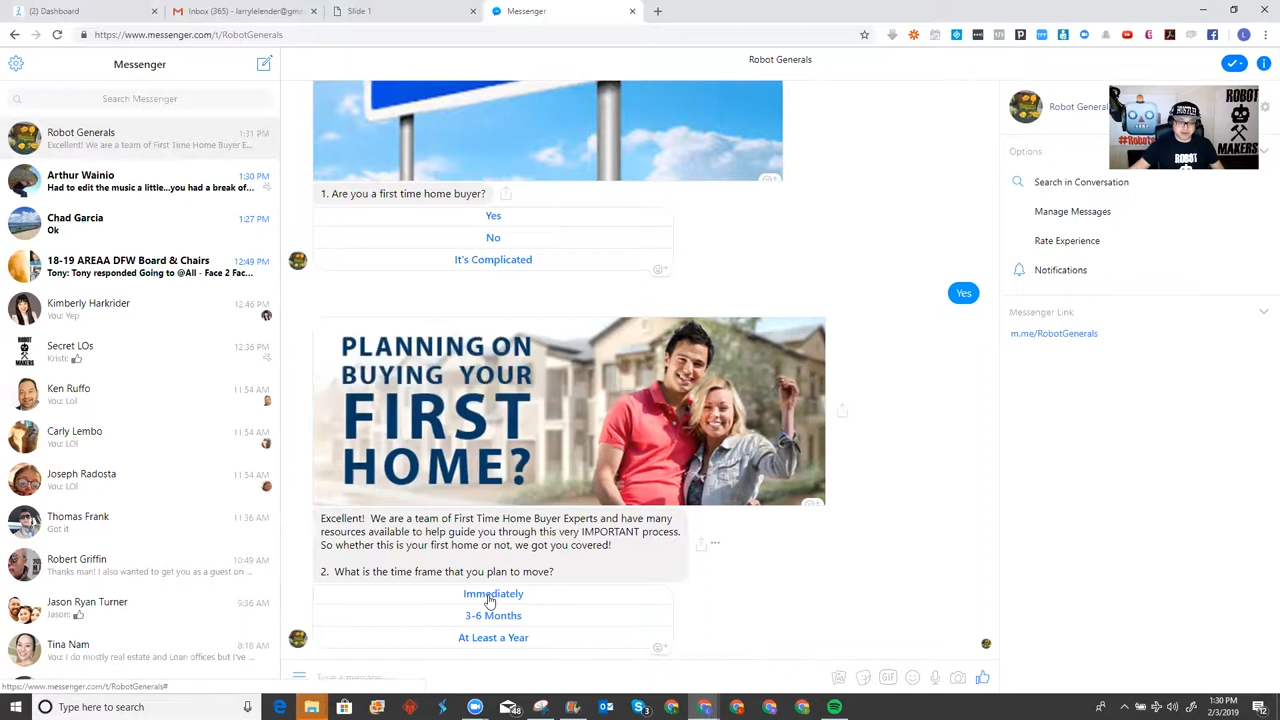 (2) Dashboard
Inbox (365) - larrylender@gm
Slide 1
Messenger
https://www.messenger.com/t/RobotGenerals
Messenger
Search Messenger
Robot Generals
1:31 PM
Excellent! We are a team of First Time Home Buyer E...
Arthur Wainio
1:30 PM
Had to edit the music a little...you had a break of...
Chad Garcia
1:27 PM
Ok
18-19 AREAA DFW Board & Chairs
12:49 PM
Tony: Tony responded Going to @All - Face 2 Fac...
Kimberly Harkrider
12:46 PM
You: Yep
Secret LOs
12:36 PM
Kristi:
Ken Ruffo
11:54 AM
You: Lol
Carly Lembo
11:54 AM
You: LOl
Joseph Radosta
11:54 AM
You: LOl
Thomas Frank
11:36 AM
Got it
Robert Griffin
10:49 AM
Thanks man! I also wanted to get you as a guest on ...
Jason Ryan Turner
9:36 AM
Jason:
Tina Nam
8:18 AM
You: I do mostly real estate and Loan offices but I've ...
https://www.messenger.com/t/RobotGenerals#
Robot Generals
1. Are you a first time home buyer?
Yes
No
It's Complicated
Yes
PLANNING ON
BUYING YOUR
FIRST
HOME?
Excellent! We are a team of First Time Home Buyer Experts and have many
resources available to help guide you through this very IMPORTANT process.
So whether this is your first home or not, we got you covered!
2. What is the time frame that you plan to move?
Immediately
3-6 Months
At Least a Year
GIF
Robot General
Options
Search in Conversation
Manage Messages
Rate Experience
Notifications
Messenger Link
m.me/RobotGenerals
HUSTLE
ROBOT
MAKERS
ROBOT
Type here to search
48
3
1:30 PM
2/3/2019